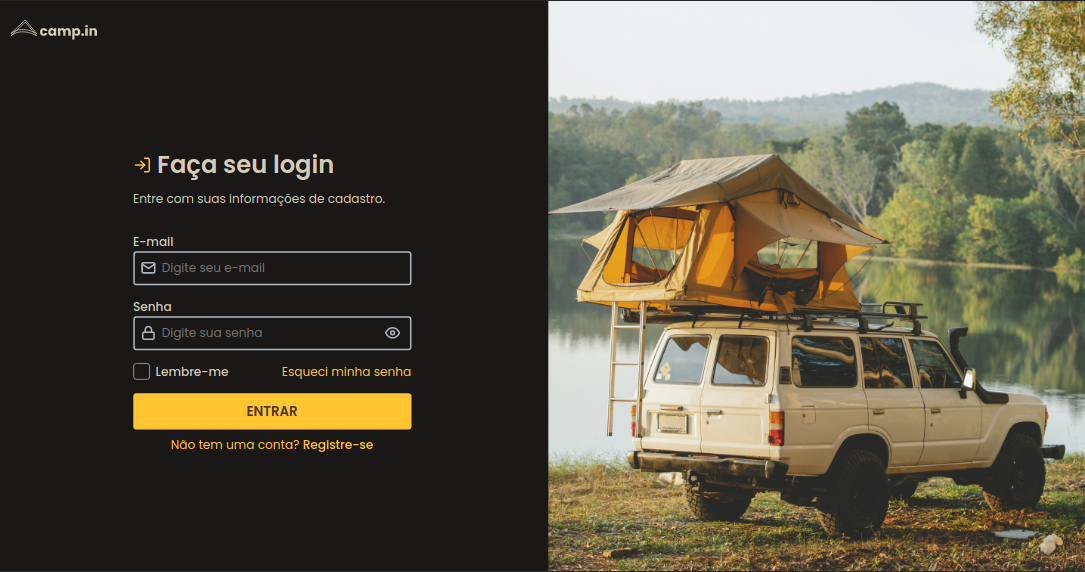 camp.in
Faça seu login
Entre com suas informações de cadastro.
E-mail
Digite seu e-mail
Senha
Digite sua senha
Lembre-me Esqueci minha senha
ENTRAR
Não tem uma conta? Registre-se